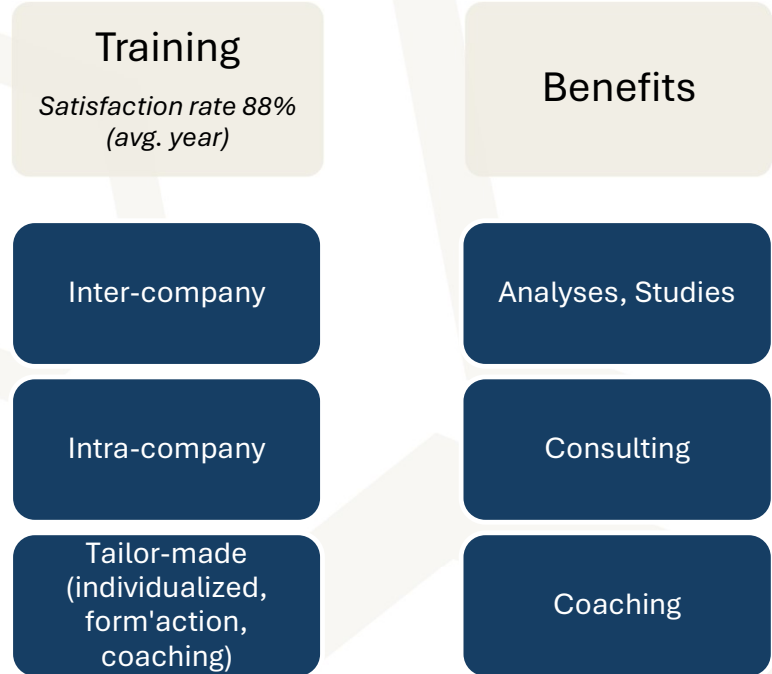 Training
Satisfaction rate 88%
(avg. year)
Inter-company
Intra-company
Tailor-made
(individualized,
form'action,
coaching)
Benefits
Analyses, Studies
Consulting
Coaching